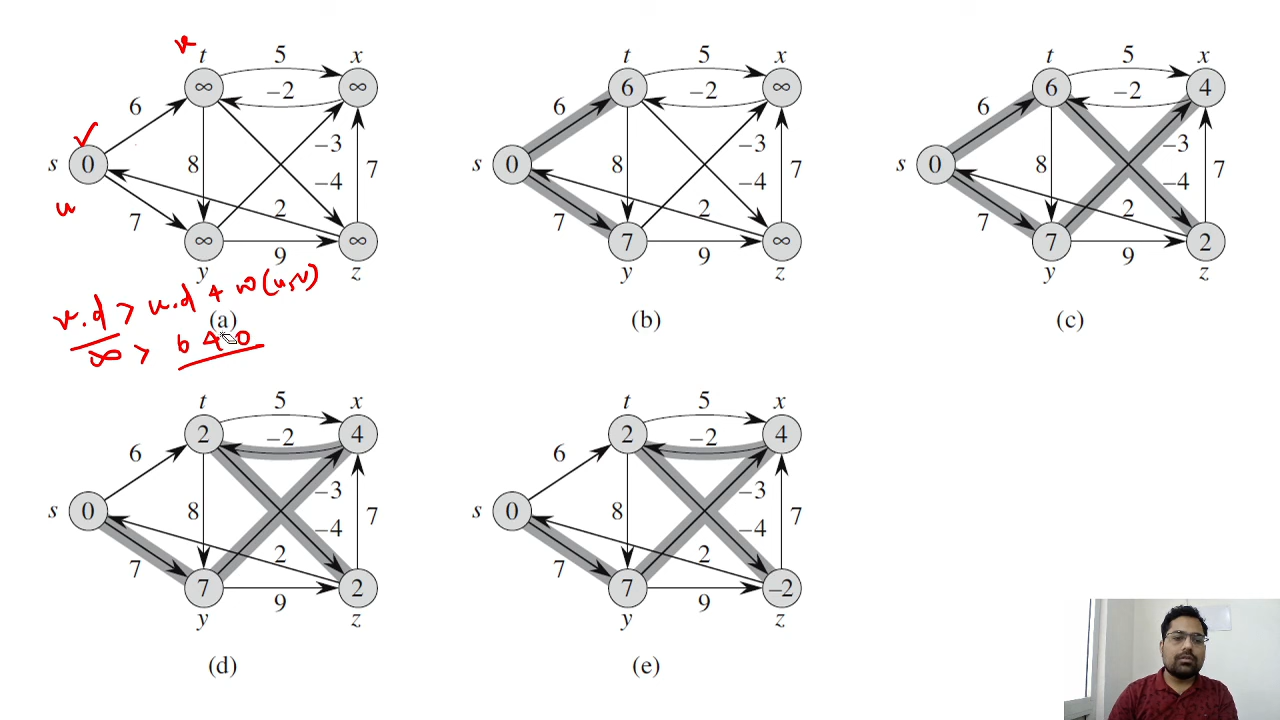 v
t 5 x
∞ –2 ∞
6
–3
s 0 8 7
–4
u 7 2
∞ 9 ∞
y z
v.d > u.d + w(u,v)
∞ > 6 + 0
(a)
t 5 x
6 –2 ∞
6
–3
s 0 8 7
–4
7 2
7 9 ∞
y z
(b)
t 5 x
6 –2 4
6
–3
s 0 8 7
–4
7 2
7 9 2
y z
(c)
t 5 x
2 –2 4
6
–3
s 0 8 7
–4
7 2
7 9 2
y z
(d)
t 5 x
2 –2 4
6
–3
s 0 8 7
–4
7 2
7 9 –2
y z
(e)